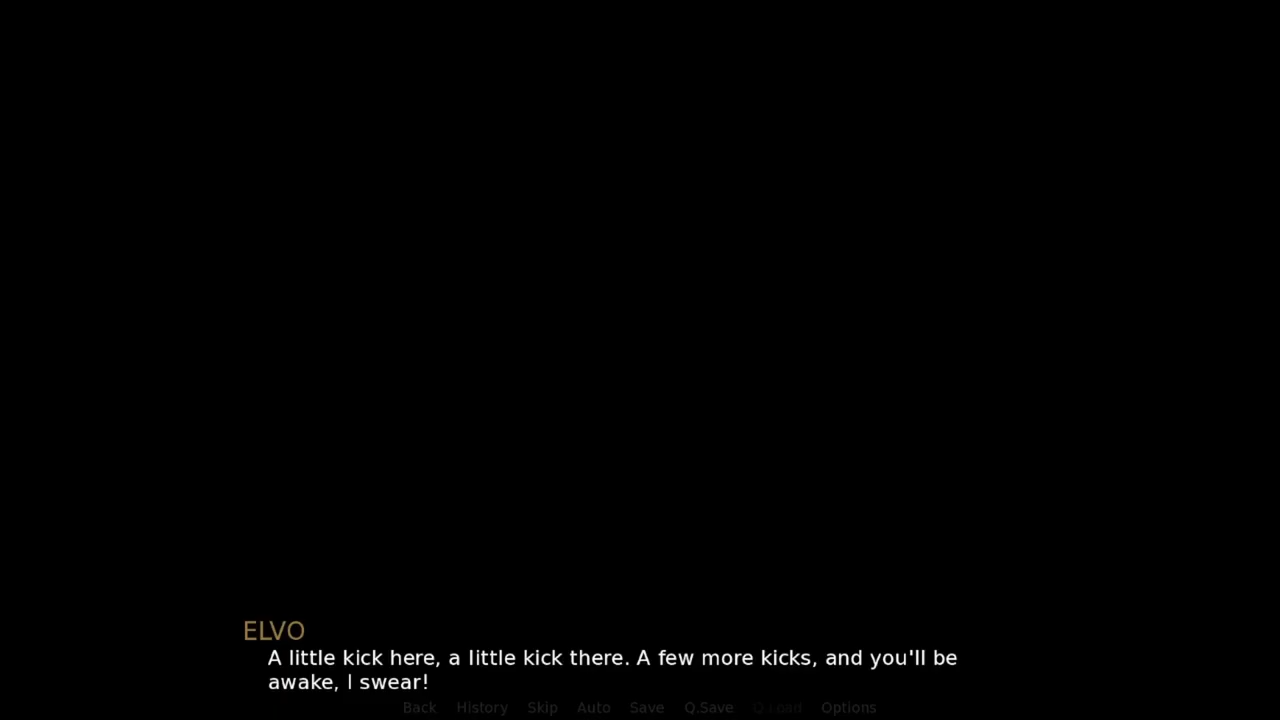 ELVO
A little kick here, a little kick there. A few more kicks, and you'll be
awake, I swear!
Back History Skip Auto Save Q.Save Q.Load Options